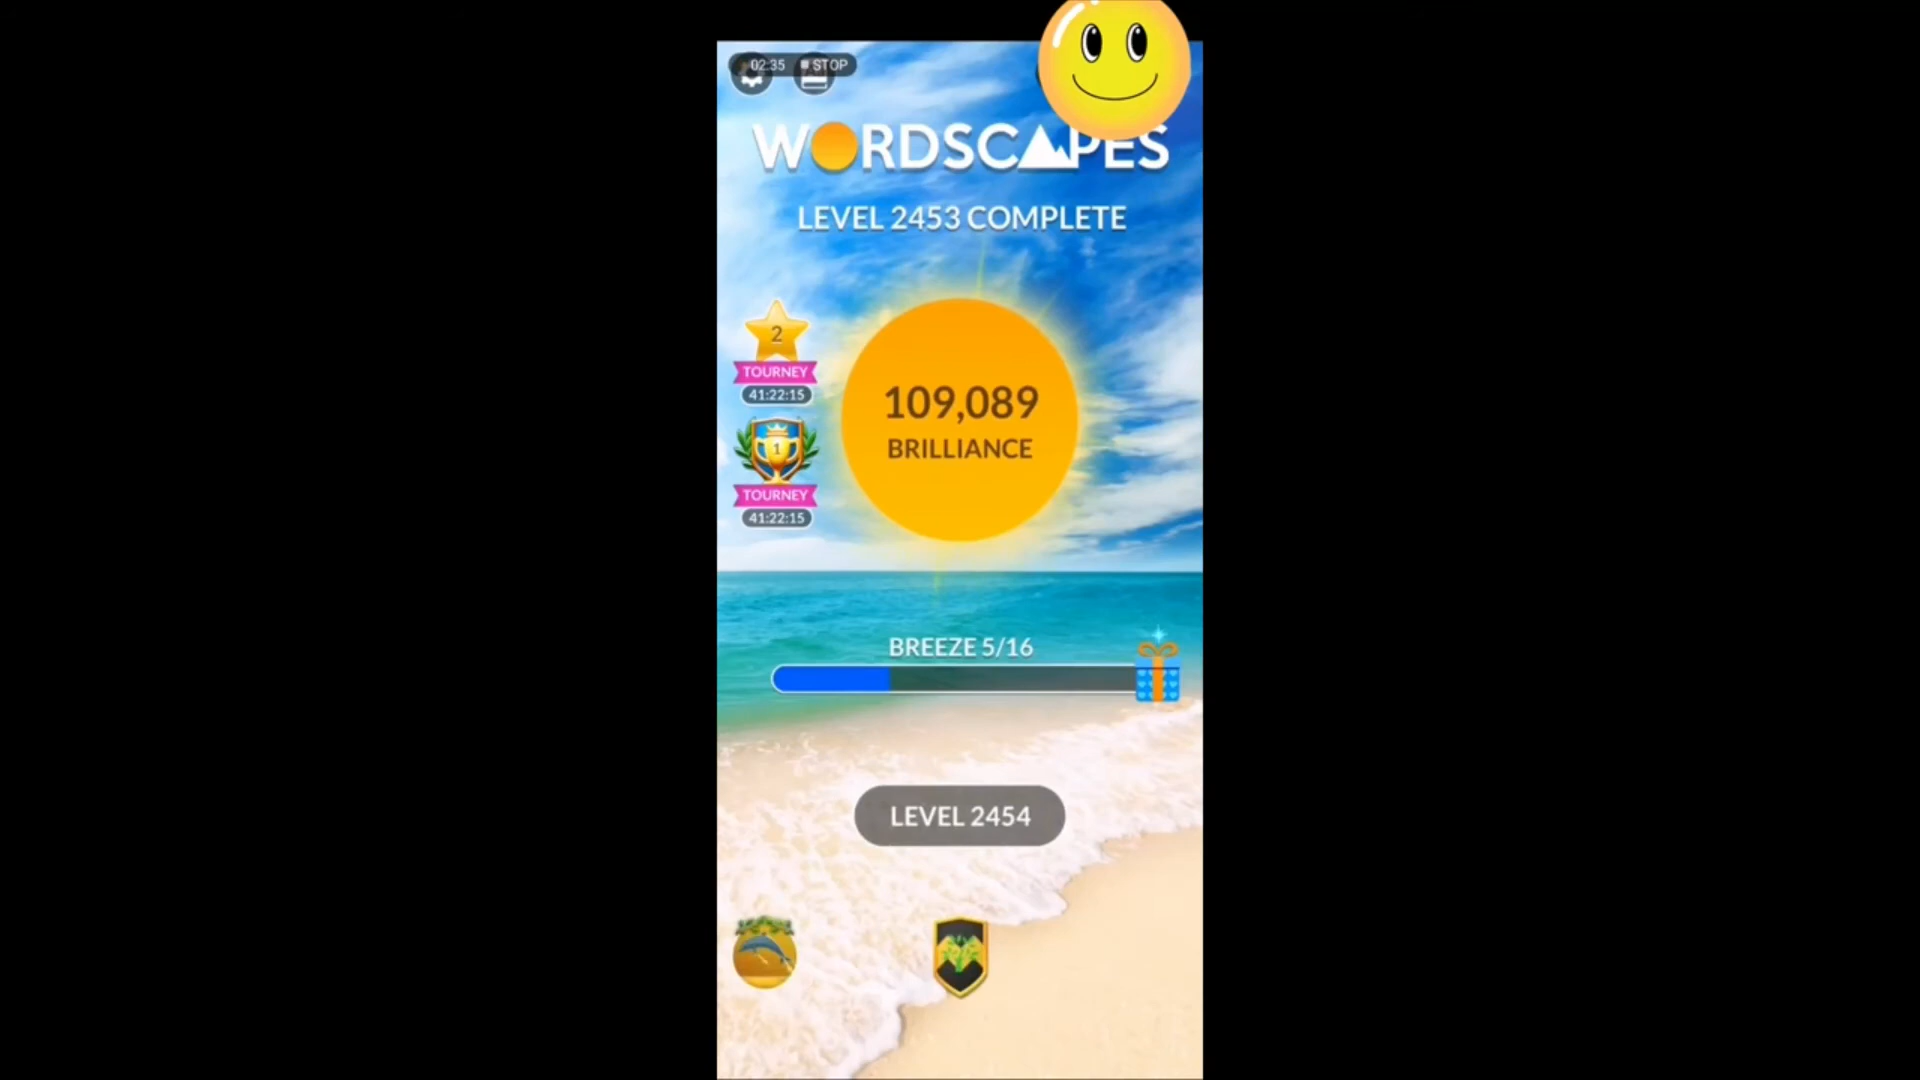 02:35 STOP
WORDSCAPES
LEVEL 2453 COMPLETE
2
TOURNEY
41:22:15
109,089
BRILLIANCE
1
TOURNEY
41:22:15
BREEZE 5/16
LEVEL 2454